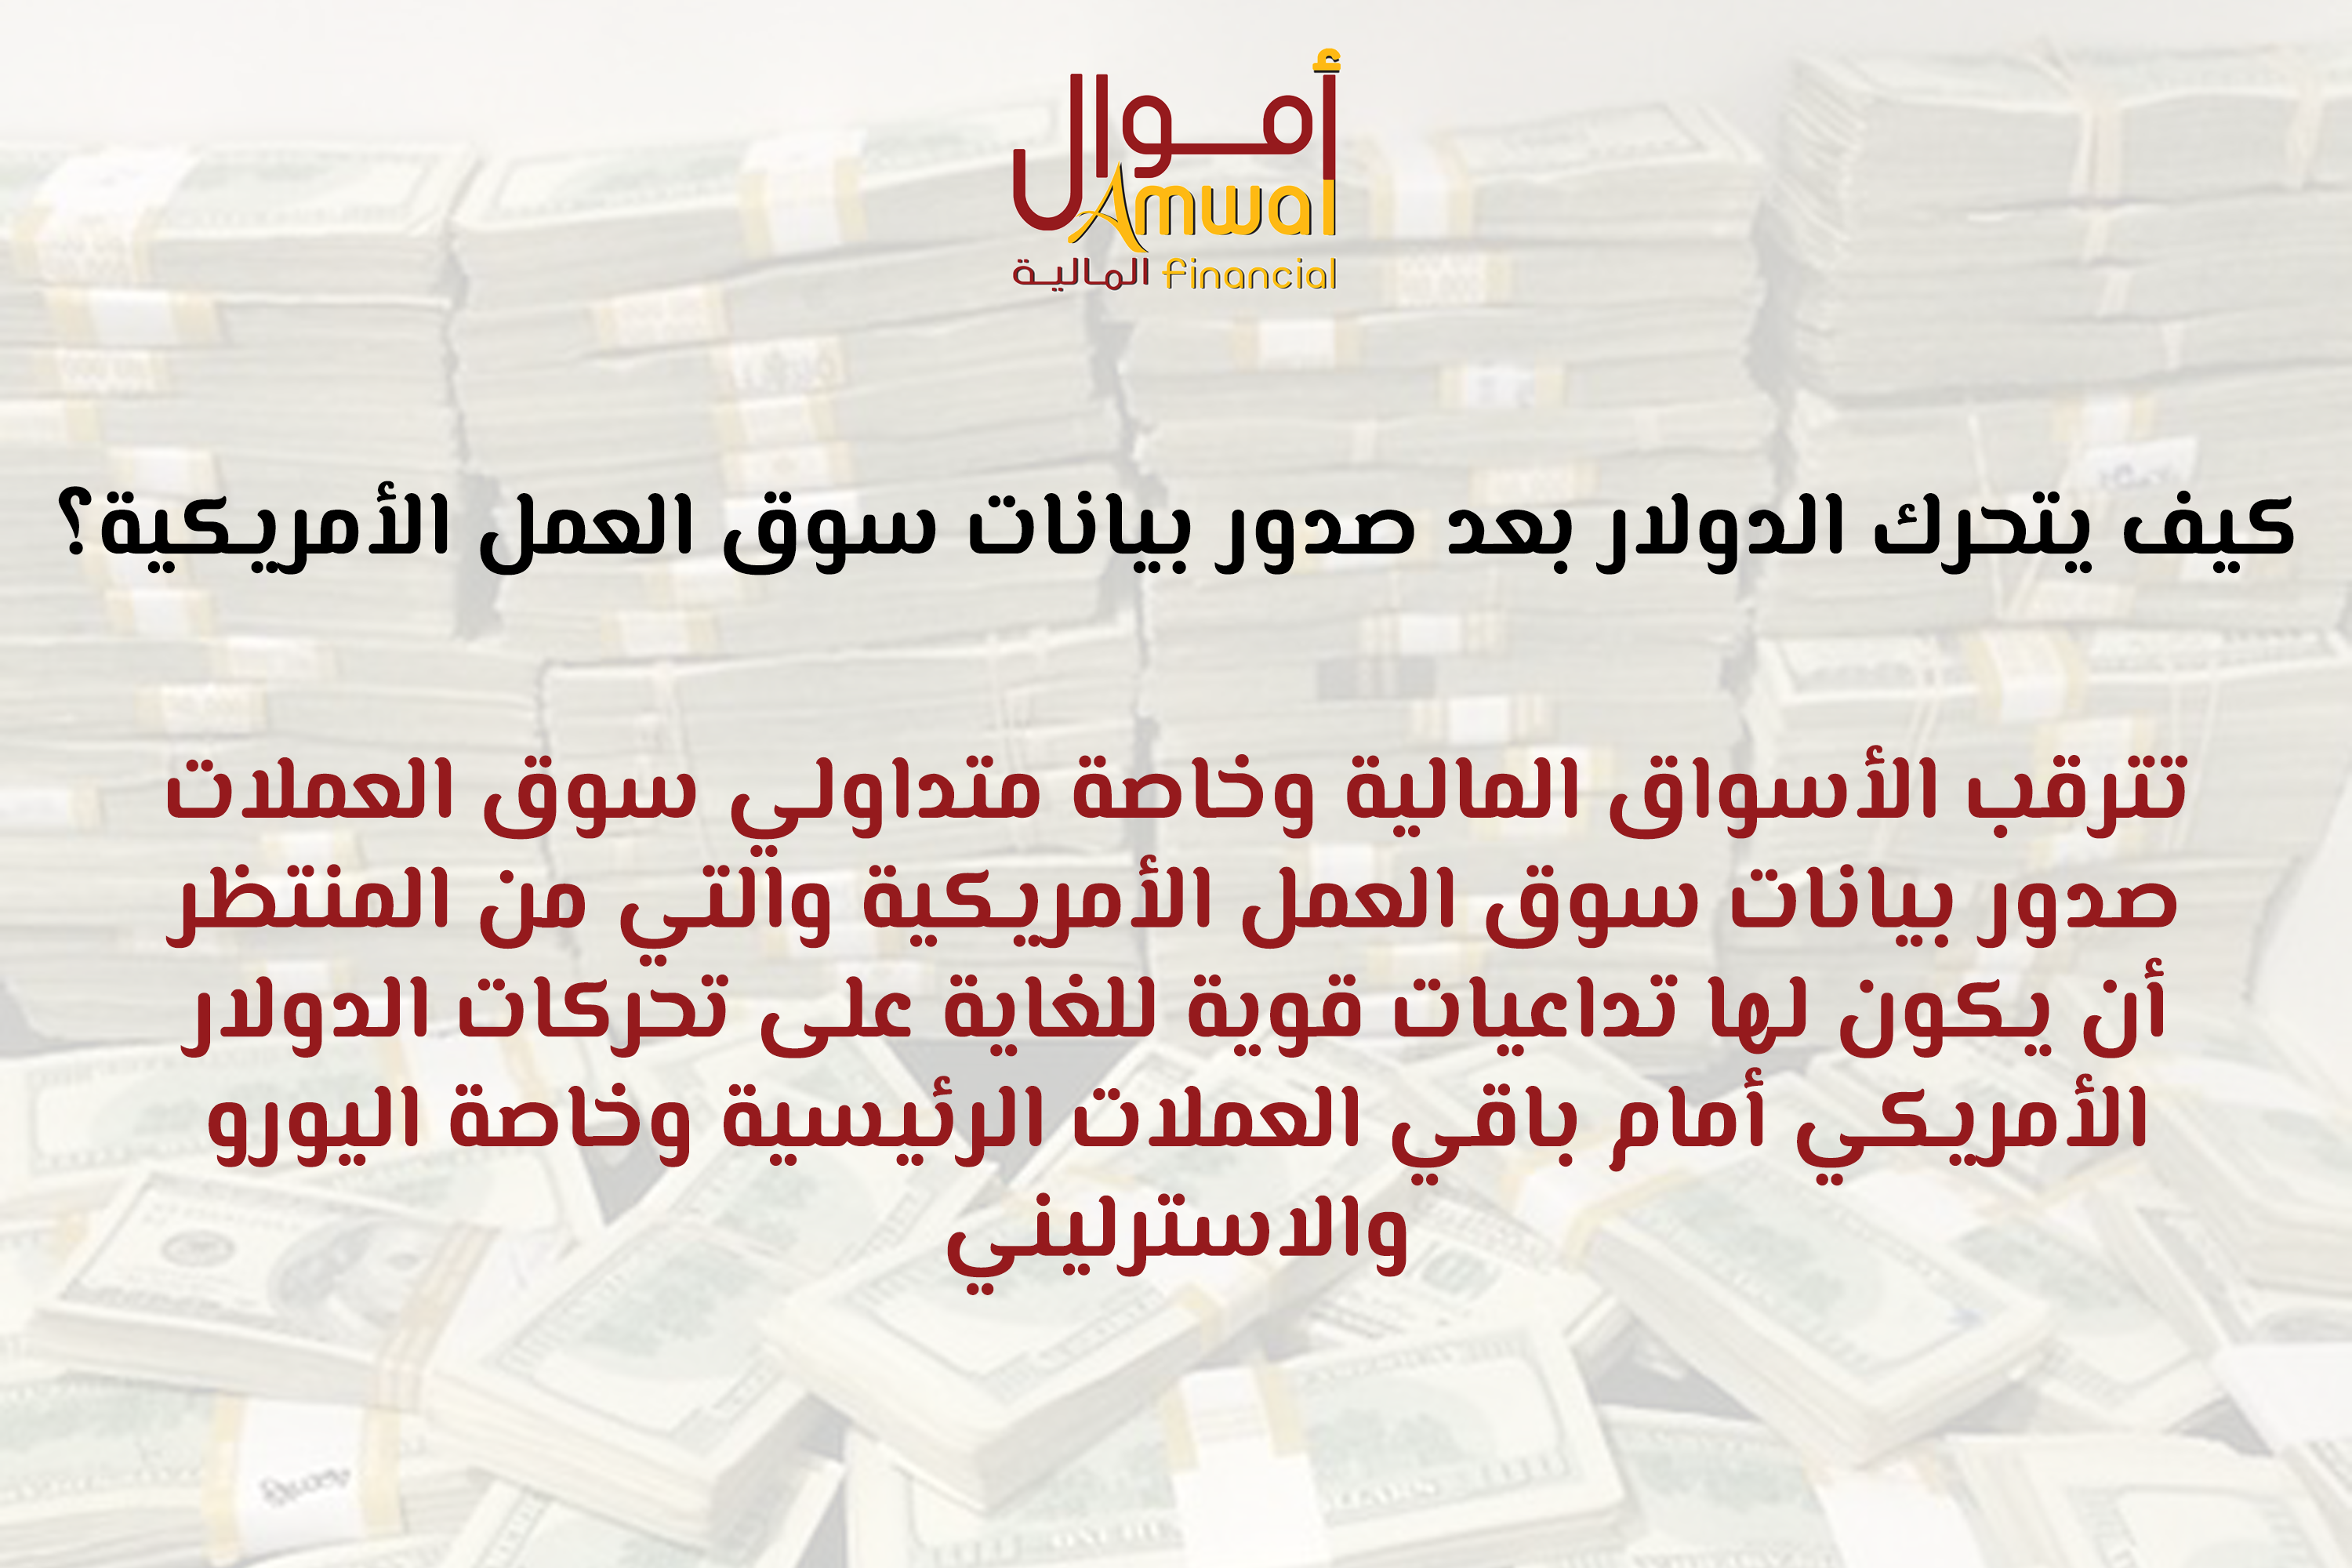 أموال
Amwal
المالية Financial
كيف يتحرك الدولار بعد صدور بيانات سوق العمل الأمريكية؟
تترقب الأسواق المالية وخاصة متداولي سوق العملات
صدور بيانات سوق العمل الأمريكية والتي من المنتظر
أن يكون لها تداعيات قوية للغاية على تحركات الدولار
الأمريكي أمام باقي العملات الرئيسية وخاصة اليورو
والاسترليني